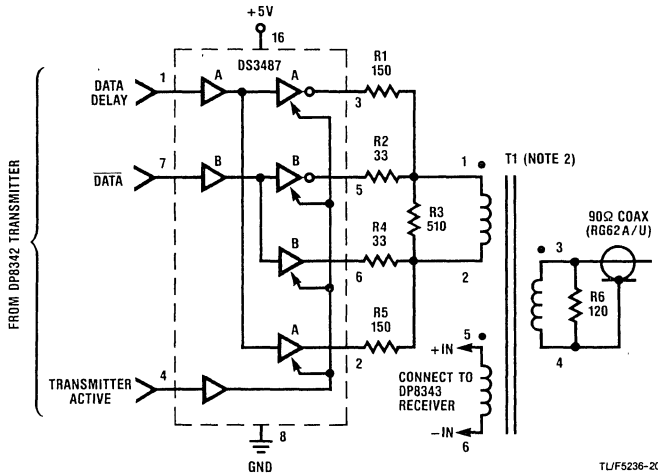 +5V
16
DS3487
FROM DP8342 TRANSMITTER
DATA
DELAY
1
A
A
3
R1
150
DATA
7
B
B
5
R2
33
R3
510
B
6
R4
33
A
2
R5
150
TRANSMITTER
ACTIVE
4
8
GND
1
2
T1 (NOTE 2)
5
+IN
CONNECT TO
DP8343
RECEIVER
-IN
6
3
4
R6
120
90Ω COAX
(RG62A/U)
TL/F5236-20